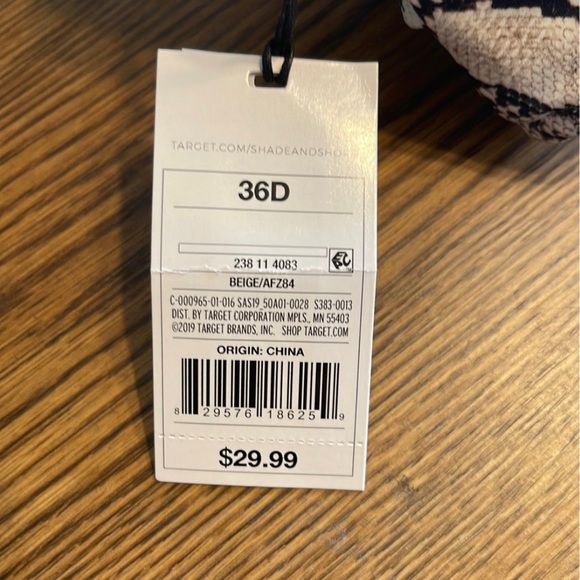 TARGET.COM/SHADEANDSHORE
36D
238 11 4083
BEIGE/AFZ84
C-000965-01-016 SAS19_50A01-0028 S383-0013
DIST. BY TARGET CORPORATION MPLS., MN 55403
©2019 TARGET BRANDS, INC. SHOP TARGET.COM
ORIGIN: CHINA
8 29576 18625 9
$29.99